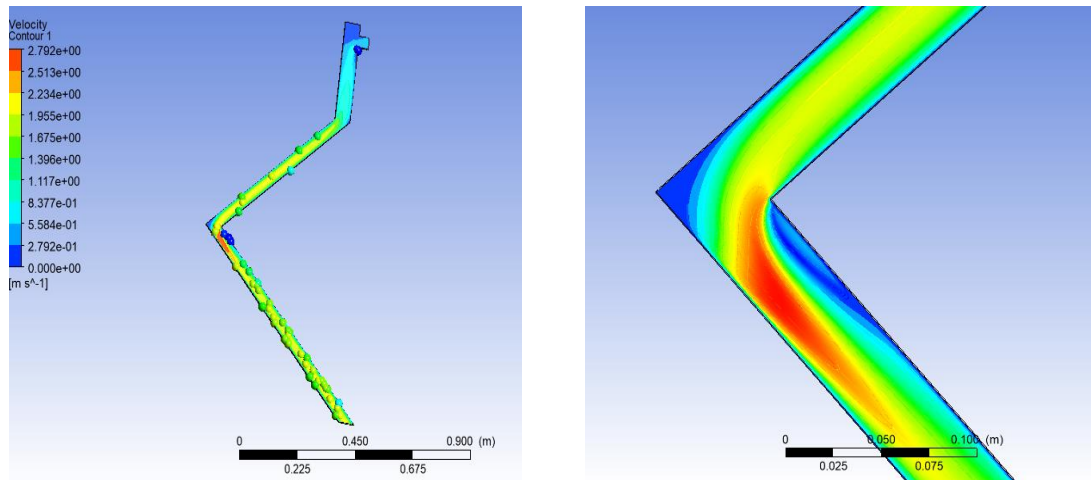 Velocity
Contour 1
2.792e+00
2.513e+00
2.234e+00
1.955e+00
1.675e+00
1.396e+00
1.117e+00
8.377e-01
5.584e-01
2.792e-01
0.000e+00
[m s^-1]
0 0.450 0.900 (m)
0.225 0.675
0 0.050 0.100 (m)
0.025 0.075